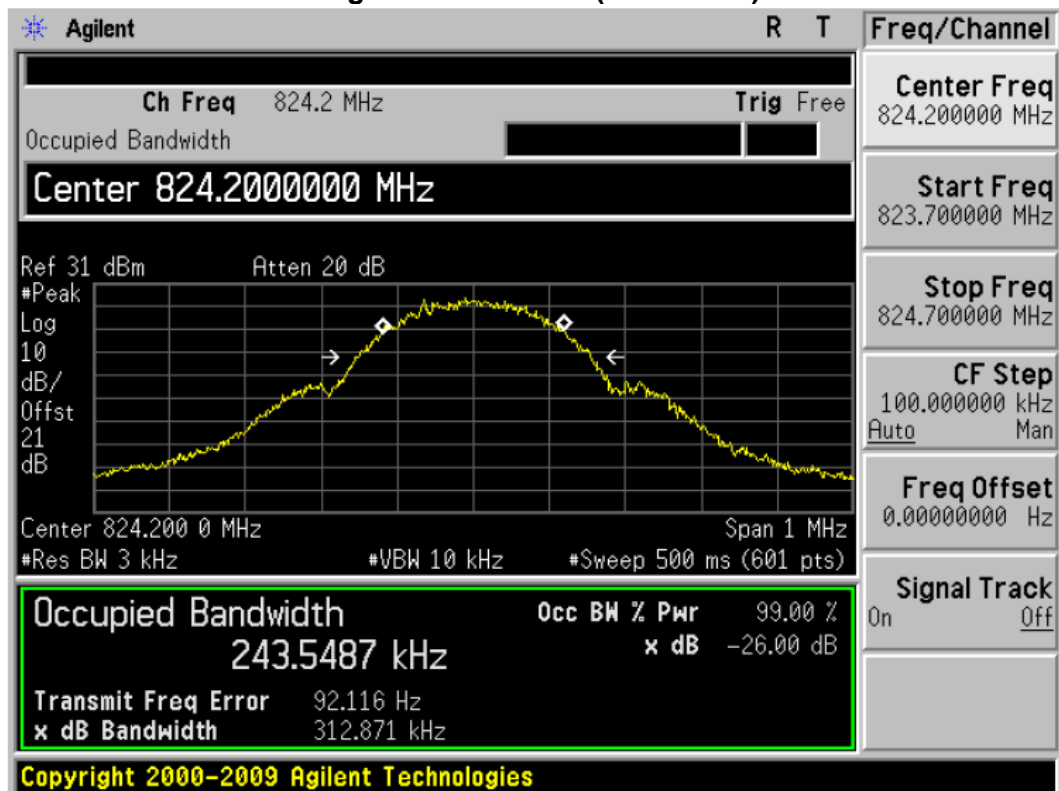 Agilent R T
Ch Freq 824.2 MHz Trig Free
Occupied Bandwidth
Center 824.2000000 MHz
Ref 31 dBm Atten 20 dB
#Peak
Log
10
dB/
Offst
21
dB
Center 824.200 0 MHz Span 1 MHz
#Res BW 3 kHz #VBW 10 kHz #Sweep 500 ms (601 pts)
Occupied Bandwidth
243.5487 kHz
Occ BW % Pwr 99.00 %
x dB -26.00 dB
Transmit Freq Error 92.116 Hz
x dB Bandwidth 312.871 kHz
Copyright 2000-2009 Agilent Technologies
Freq/Channel
Center Freq
824.200000 MHz
Start Freq
823.700000 MHz
Stop Freq
824.700000 MHz
CF Step
100.000000 kHz
Auto Man
Freq Offset
0.00000000 Hz
Signal Track
On Off